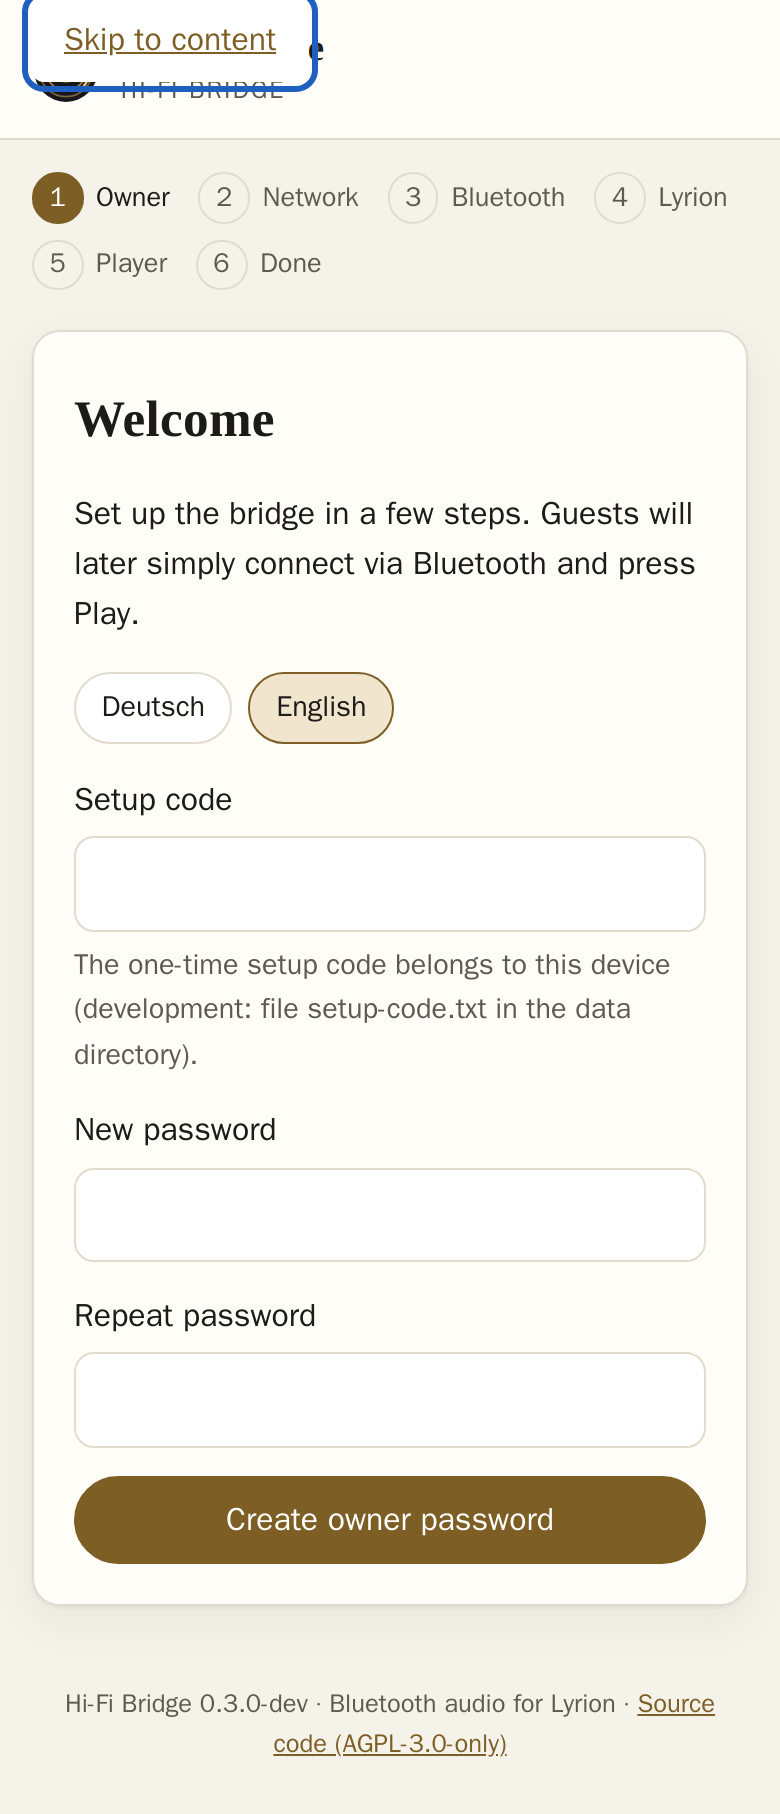 Skip to content
HI-FI BRIDGE
1 Owner 2 Network 3 Bluetooth 4 Lyrion
5 Player 6 Done
Welcome
Set up the bridge in a few steps. Guests will
later simply connect via Bluetooth and press
Play.
Deutsch English
Setup code
The one-time setup code belongs to this device
(development: file setup-code.txt in the data
directory).
New password
Repeat password
Create owner password
Hi-Fi Bridge 0.3.0-dev · Bluetooth audio for Lyrion · Source
code (AGPL-3.0-only)